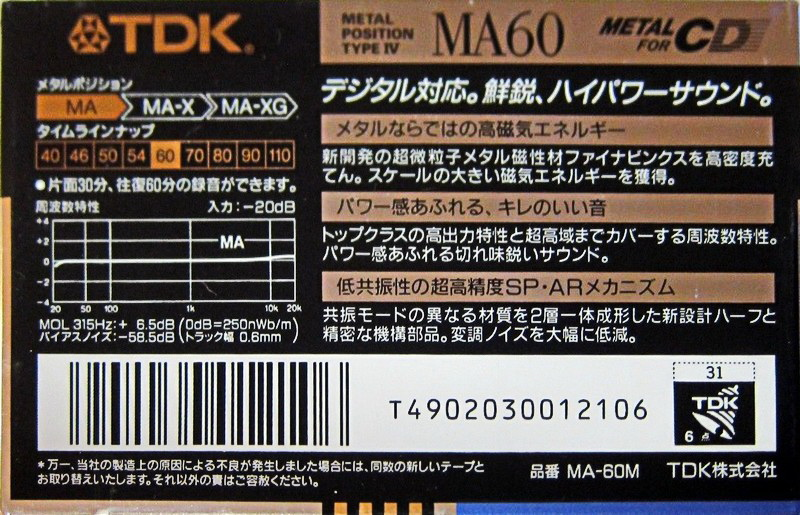 TDK.
METAL
POSITION
TYPE IV
MA60
METAL
FOR CD
メタルポジション
MA MA-X MA-XG
タイムラインナップ
40 46 50 54 60 70 80 90 110
●片面30分、往復60分の録音ができます。
周波数特性 入力:-20dB
+4
+2
0
-2
-4
MA
20 50 100 1k 10k 20k
MOL 315Hz:+ 6.5dB (0dB=250nWb/m)
バイアスノイズ:-58.5dB (トラック幅 0.6mm)
デジタル対応。鮮鋭、ハイパワーサウンド。
メタルならではの高磁気エネルギー
新開発の超微粒子メタル磁性材ファイナビンクスを高密度充
てん。スケールの大きい磁気エネルギーを獲得。
パワー感あふれる、キレのいい音
トップクラスの高出力特性と超高域までカバーする周波数特性。
パワー感あふれる切れ味鋭いサウンド。
低共振性の超高精度SP・ARメカニズム
共振モードの異なる材質を2層一体成形した新設計ハーフと
精密な機構部品。変調ノイズを大幅に低減。
T4902030012106
31
TDK
6 点
*万一、当社の製造上の原因による不良が発生しました場合には、同数の新しいテープと
お取り替えいたします。それ以外の責はご容赦ください。
品番 MA-60M TDK株式会社